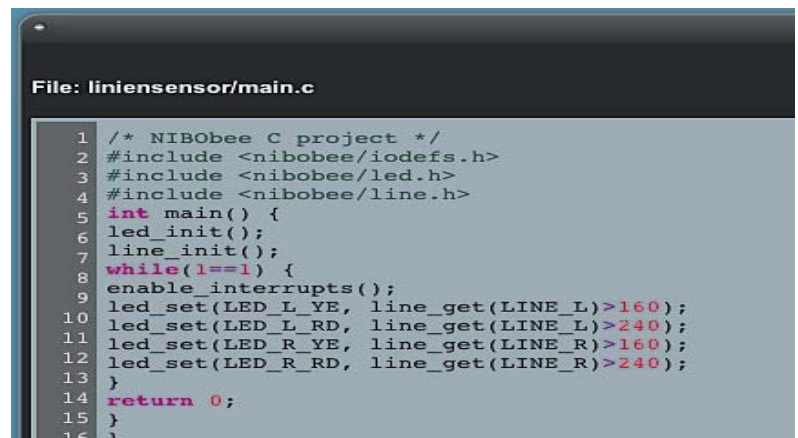 File: liniensensor/main.c
1 /* NIBObee C project */
2 #include <nibobee/iodefs.h>
3 #include <nibobee/led.h>
4 #include <nibobee/line.h>
5 int main() {
6 led_init();
7 line_init();
8 while(1==1) {
9 enable_interrupts();
10 led_set(LED_L_YE, line_get(LINE_L)>160);
11 led_set(LED_L_RD, line_get(LINE_L)>240);
12 led_set(LED_R_YE, line_get(LINE_R)>160);
13 led_set(LED_R_RD, line_get(LINE_R)>240);
14 }
15 return 0;
16 }